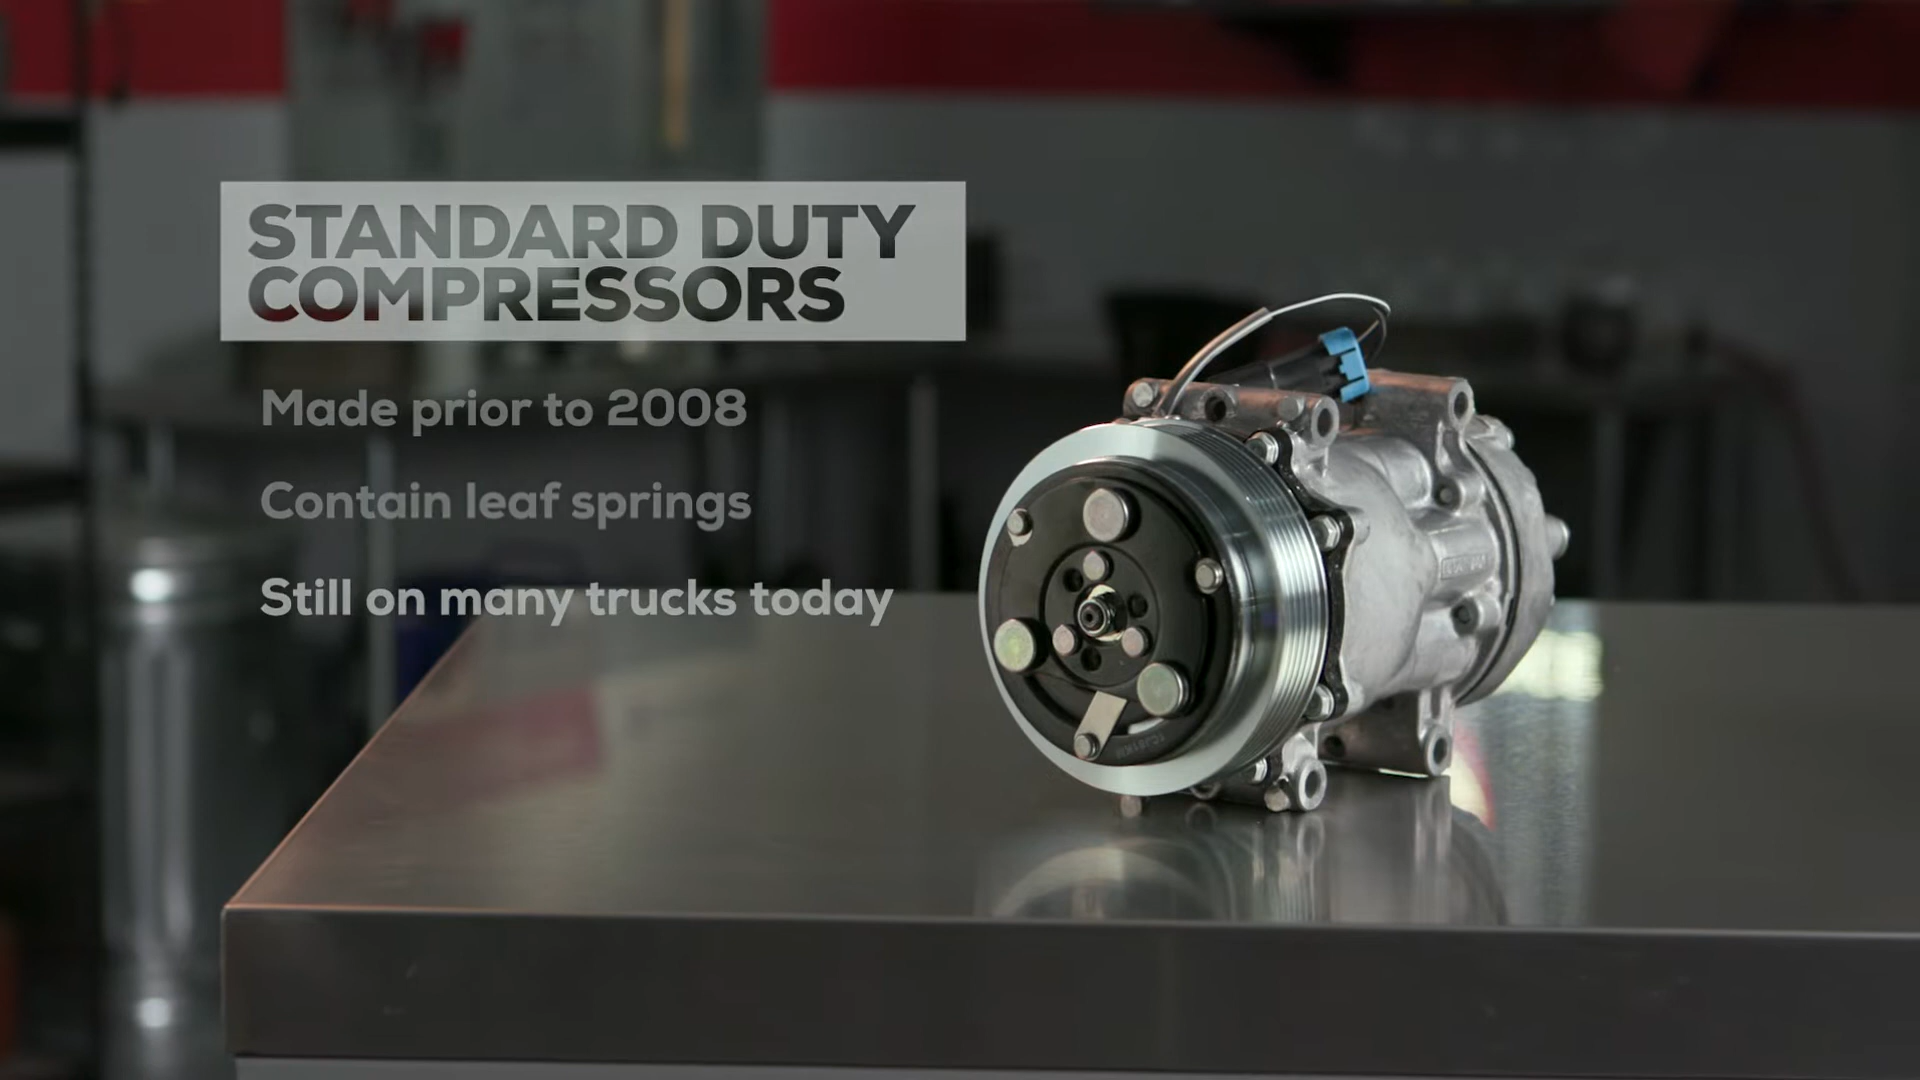 STANDARD DUTY
COMPRESSORS
Made prior to 2008
Contain leaf springs
Still on many trucks today